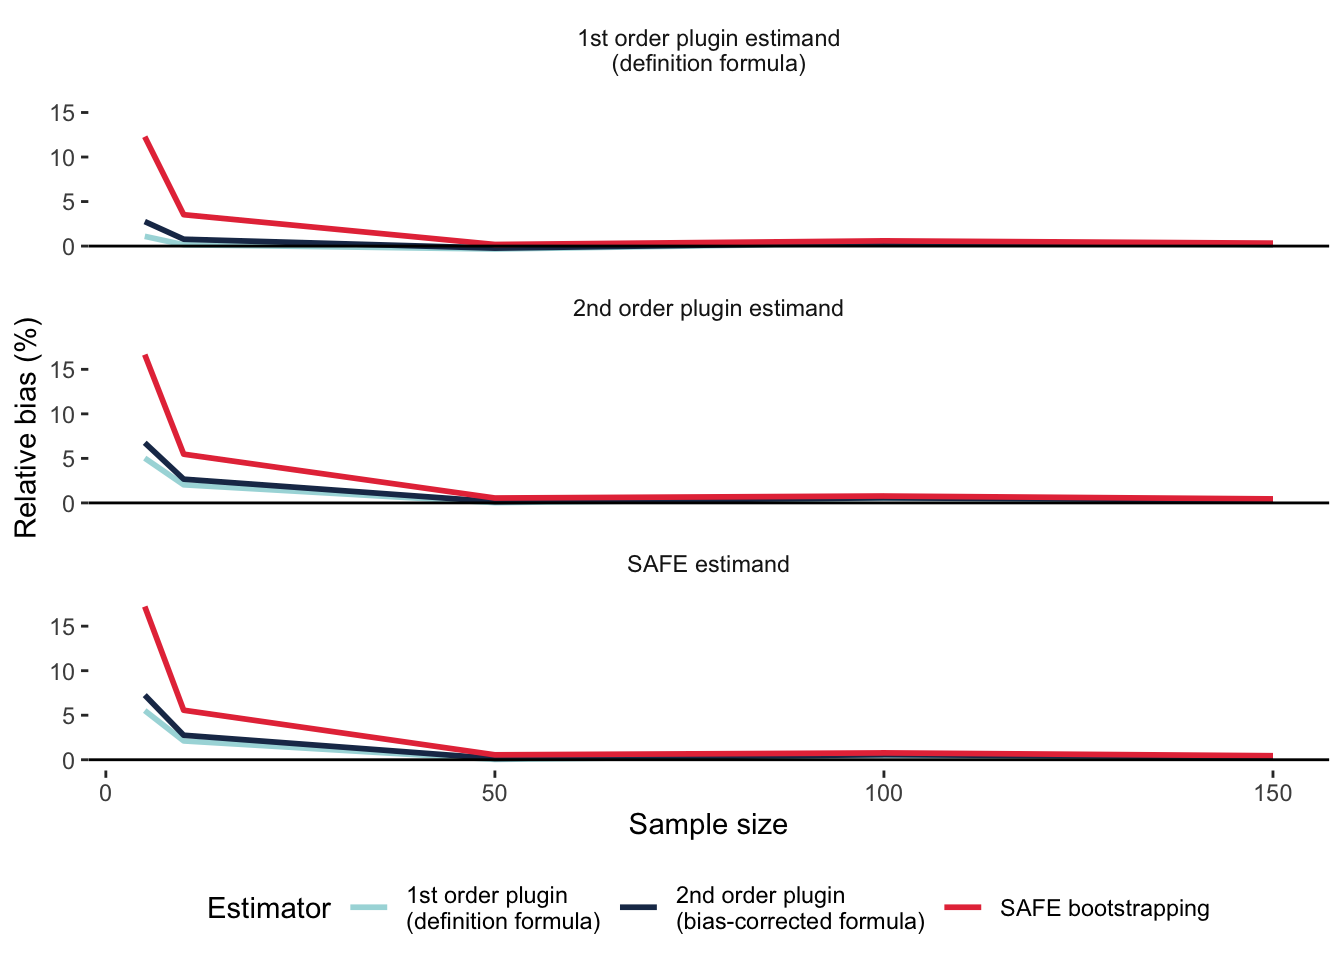 1st order plugin estimand
(definition formula)
15
10
5
0
2nd order plugin estimand
15
10
5
0
SAFE estimand
15
10
5
0
0 50 100 150
Relative bias (%)
Sample size
Estimator
1st order plugin
(definition formula)
2nd order plugin
(bias-corrected formula)
SAFE bootstrapping